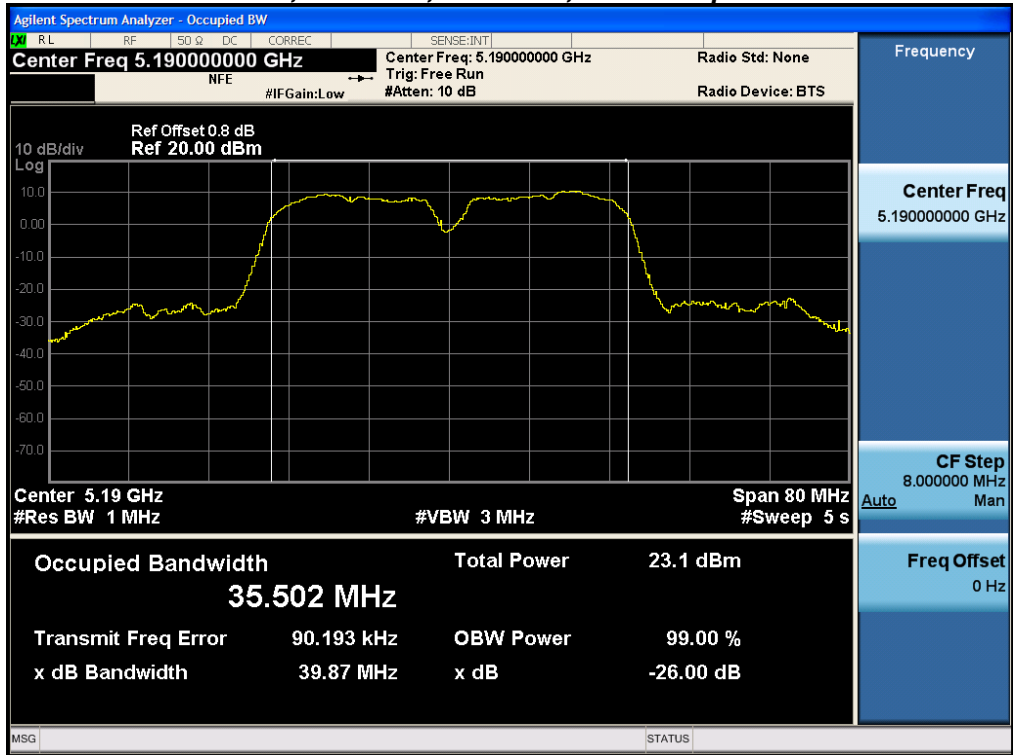 Agilent Spectrum Analyzer - Occupied BW
LXI RL RF 50 Ω DC CORREC SENSE:INT
Center Freq 5.190000000 GHz
NFE
#IFGain:Low
Center Freq: 5.190000000 GHz
Trig: Free Run
#Atten: 10 dB
Radio Std: None
Radio Device: BTS
Ref Offset 0.8 dB
10 dB/div Ref 20.00 dBm
Log
10.0
0.00
-10.0
-20.0
-30.0
-40.0
-50.0
-60.0
-70.0
Center 5.19 GHz Span 80 MHz
#Res BW 1 MHz #VBW 3 MHz #Sweep 5 s
Occupied Bandwidth Total Power 23.1 dBm
35.502 MHz
Transmit Freq Error 90.193 kHz OBW Power 99.00 %
x dB Bandwidth 39.87 MHz x dB -26.00 dB
MSG STATUS
Frequency
Center Freq
5.190000000 GHz
CF Step
8.000000 MHz
Auto Man
Freq Offset
0 Hz